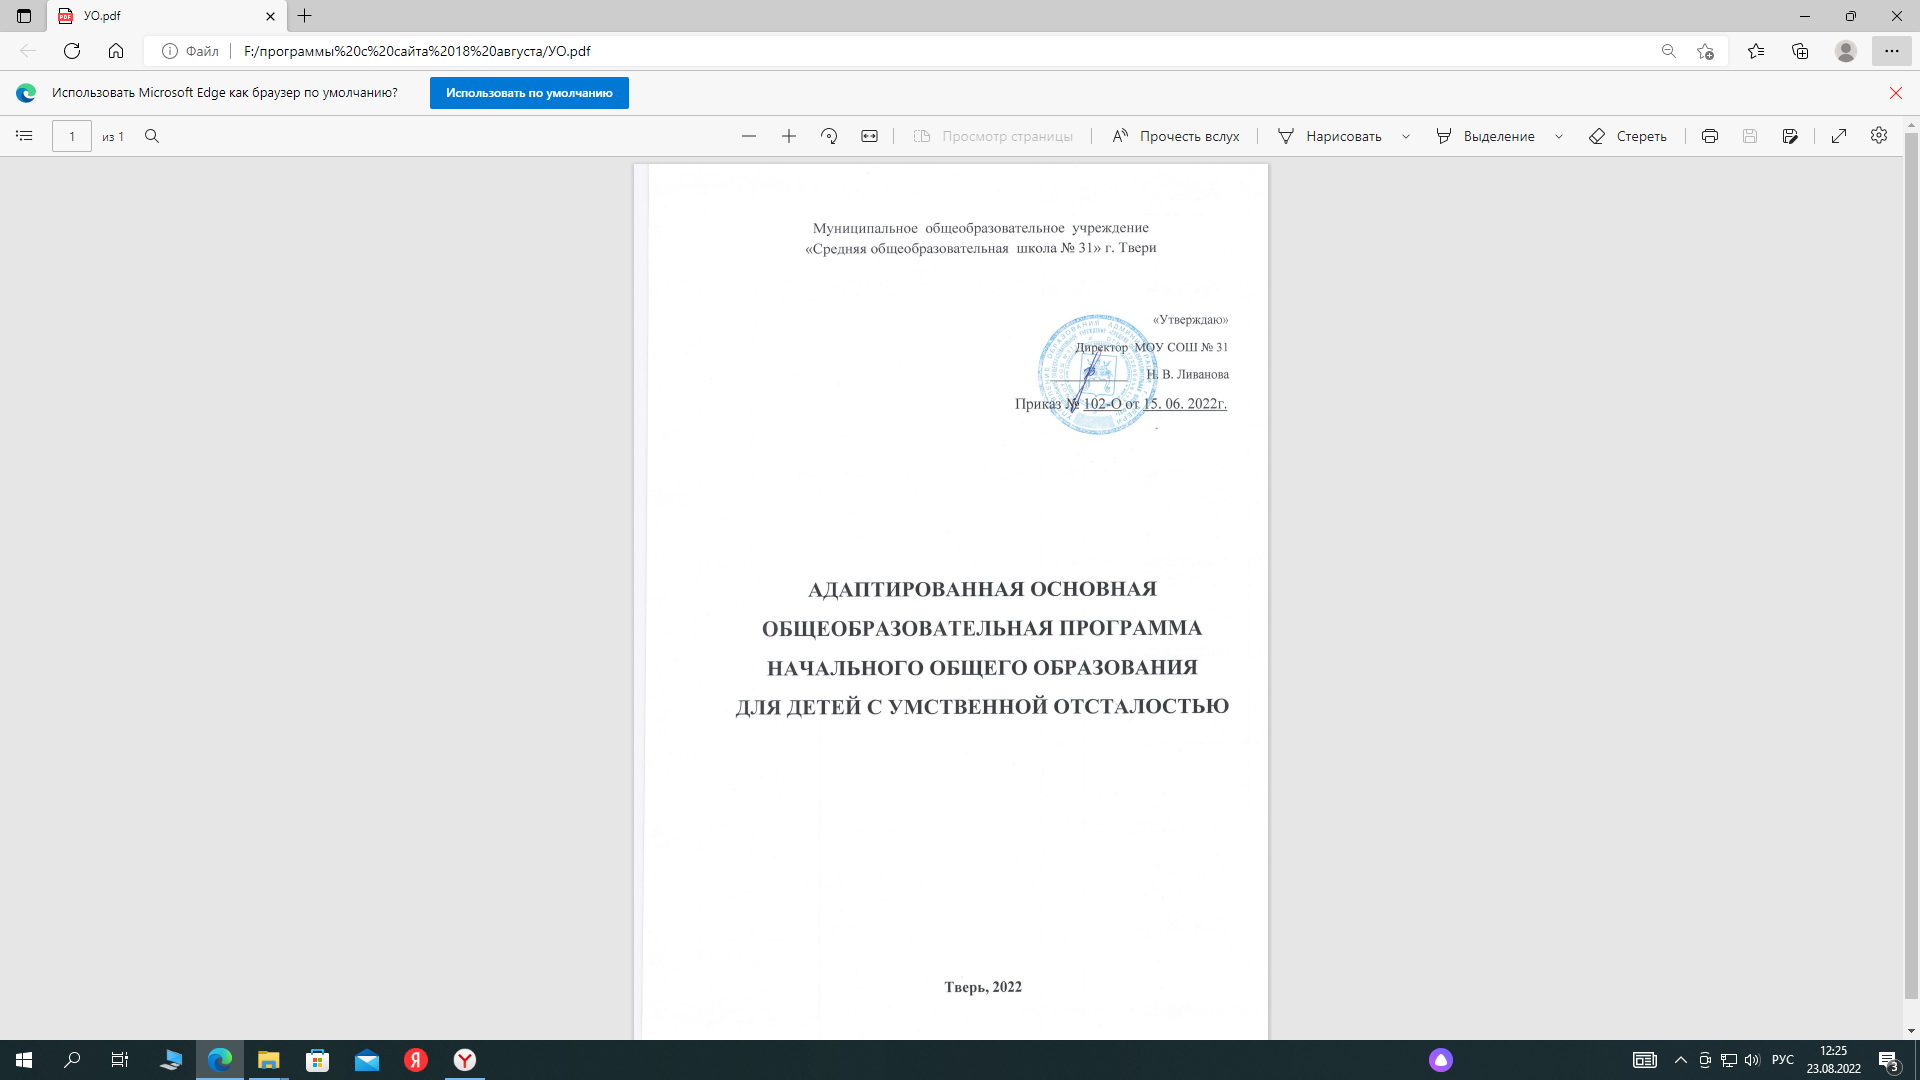 УО.pdf
Файл
F:/программы%20с%20сайта%2018%20августа/УО.pdf
Использовать Microsoft Edge как браузер по умолчанию?
Использовать по умолчанию
1
из 1
Просмотр страницы
Прочесть вслух
Нарисовать
Выделение
Стереть
Муниципальное общеобразовательное учреждение
«Средняя общеобразовательная школа № 31» г. Твери
«Утверждаю»
Директор МОУ СОШ № 31
Н. В. Ливанова
Приказ № 102-О от 15. 06. 2022г.
АДАПТИРОВАННАЯ ОСНОВНАЯ
ОБЩЕОБРАЗОВАТЕЛЬНАЯ ПРОГРАММА
НАЧАЛЬНОГО ОБЩЕГО ОБРАЗОВАНИЯ
ДЛЯ ДЕТЕЙ С УМСТВЕННОЙ ОТСТАЛОСТЬЮ
Тверь, 2022
РУС
12:25
23.08.2022
3